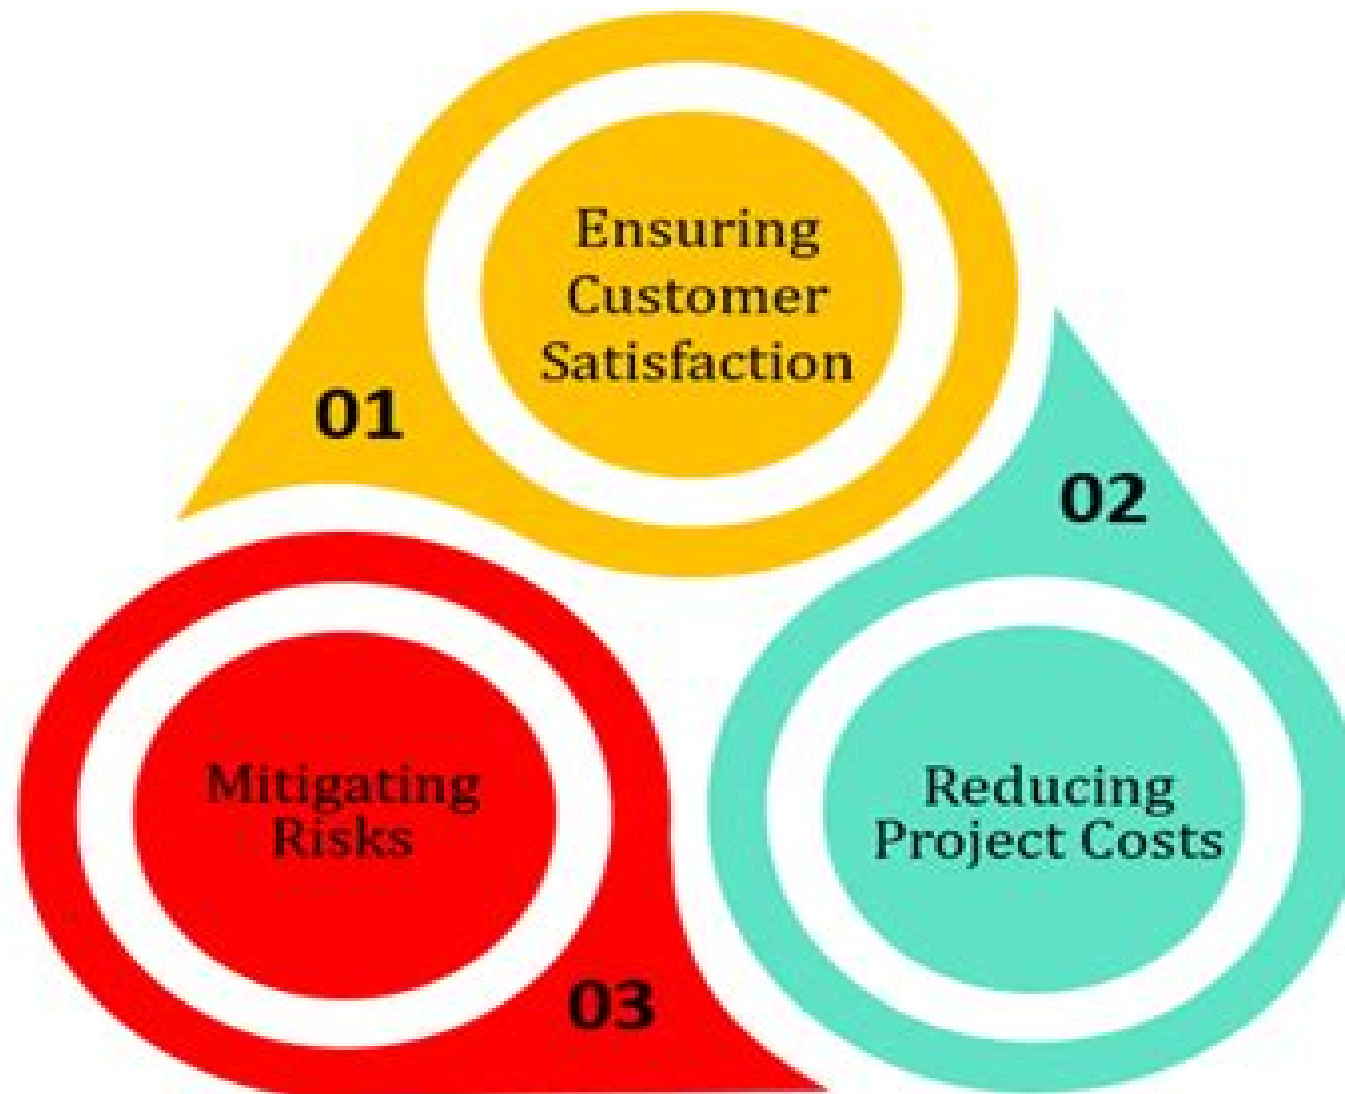 Ensuring
Customer
Satisfaction
01
02
Reducing
Project Costs
Mitigating
Risks
03